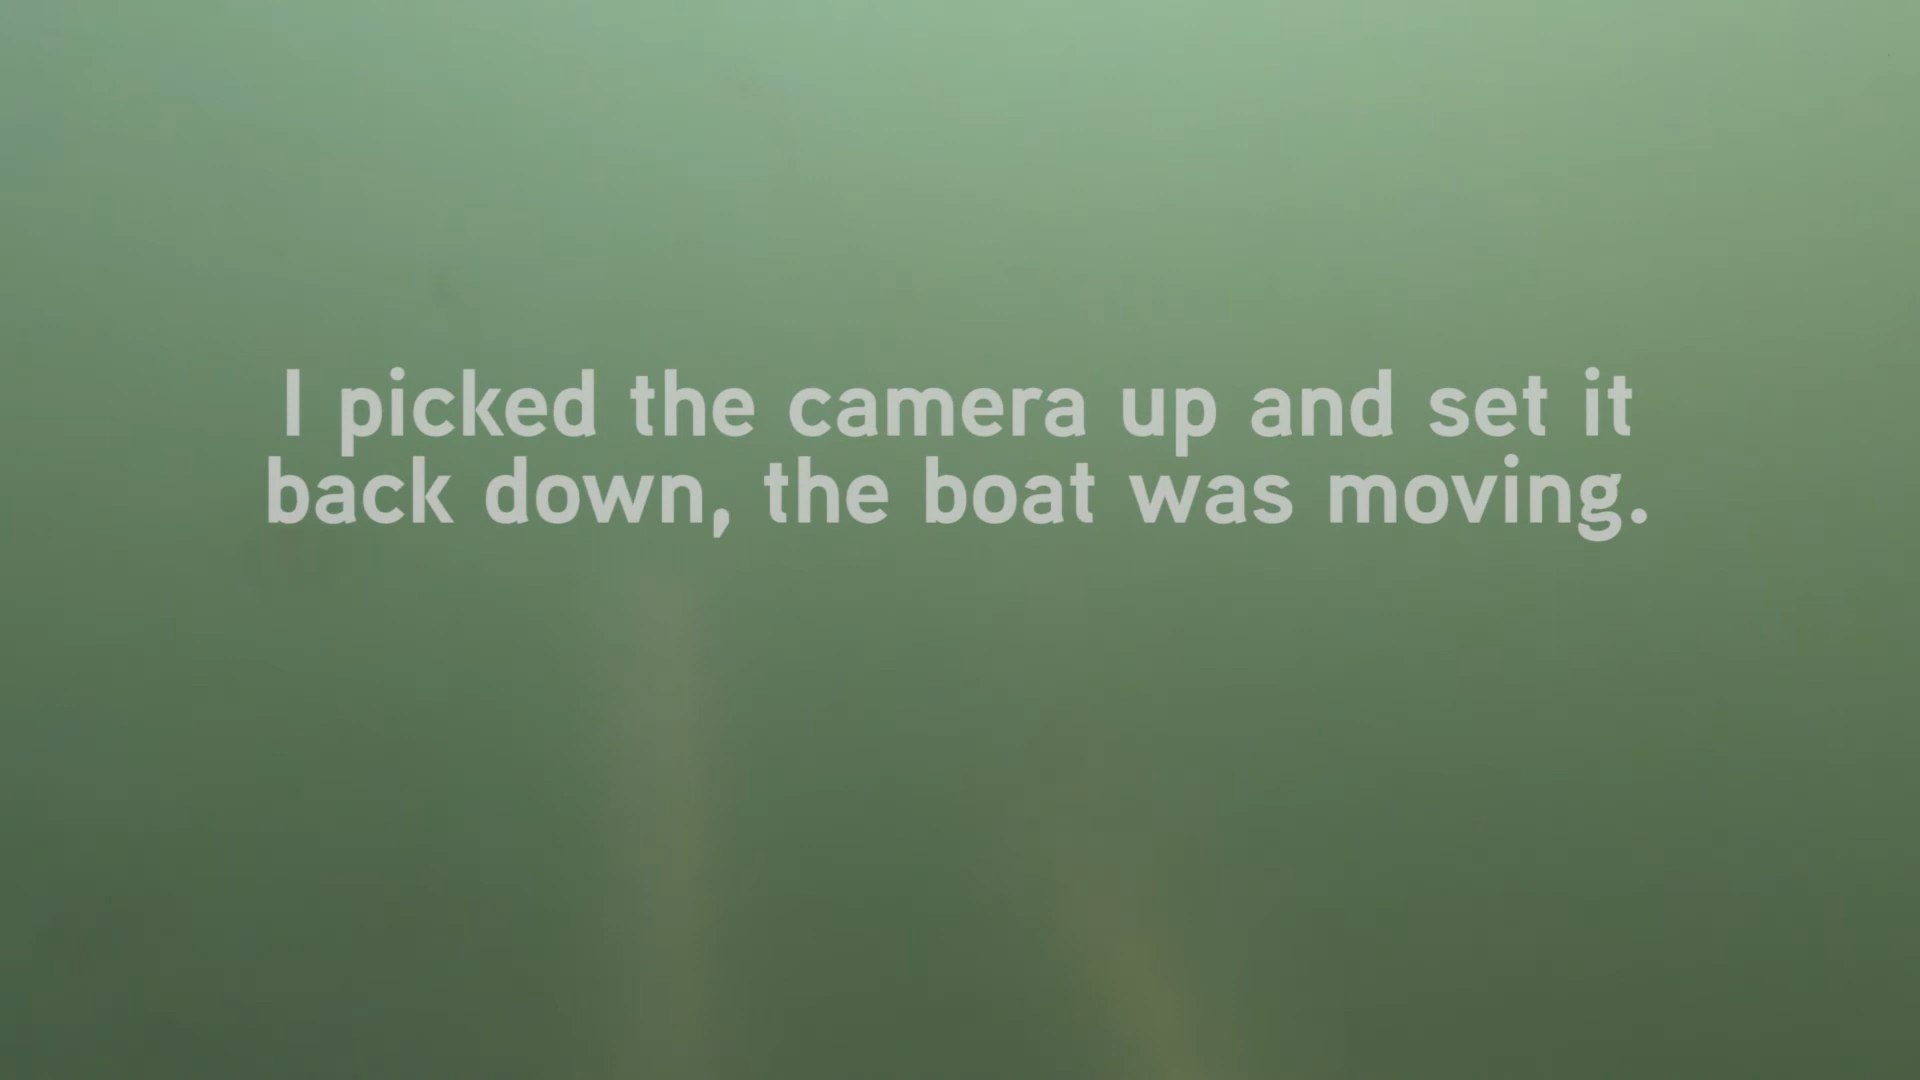 I picked the camera up and set it
back down, the boat was moving.